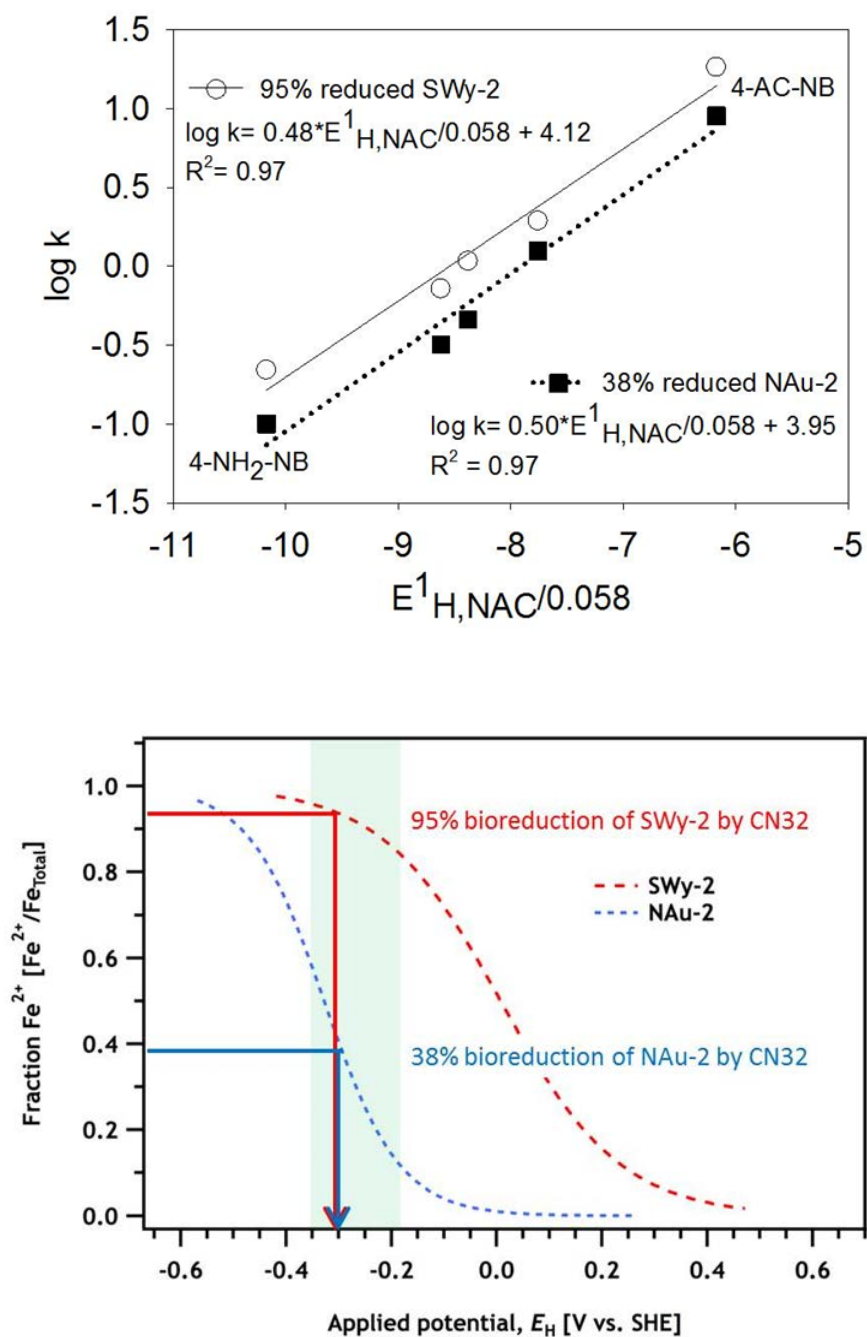 1.5
1.0
0.5
0.0
-0.5
-1.0
-1.5
log k
95% reduced SWy-2
log k= 0.48*E¹H,NAC/0.058 + 4.12
R²= 0.97
4-AC-NB
38% reduced NAu-2
log k= 0.50*E¹H,NAC/0.058 + 3.95
R² = 0.97
4-NH₂-NB
-11 -10 -9 -8 -7 -6 -5
E¹H,NAC/0.058
1.0
0.8
0.6
0.4
0.2
0.0
Fraction Fe²⁺ [Fe²⁺/FeTotal]
95% bioreduction of SWy-2 by CN32
SWy-2
NAu-2
38% bioreduction of NAu-2 by CN32
-0.6 -0.4 -0.2 0.0 0.2 0.4 0.6
Applied potential, EH [V vs. SHE]